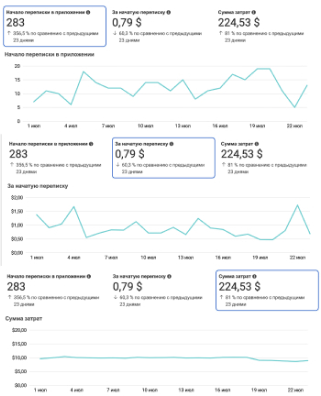 Начало переписки в приложении
За начатую переписку
Сумма затрат
283
0,79 $
224,53 $
↑ 356,5 % по сравнению с предыдущими 23 днями
↓ 60,3 % по сравнению с предыдущими 23 днями
↑ 81 % по сравнению с предыдущими 23 днями
Начало переписки в приложении
20
15
10
5
0
1 июл
4 июл
7 июл
10 июл
13 июл
16 июл
19 июл
22 июл
Начало переписки в приложении
За начатую переписку
Сумма затрат
283
0,79 $
224,53 $
↑ 356,5 % по сравнению с предыдущими 23 днями
↓ 60,3 % по сравнению с предыдущими 23 днями
↑ 81 % по сравнению с предыдущими 23 днями
За начатую переписку
$2,00
$1,50
$1,00
$0,50
$0,00
1 июл
4 июл
7 июл
10 июл
13 июл
16 июл
19 июл
22 июл
Начало переписки в приложении
За начатую переписку
Сумма затрат
283
0,79 $
224,53 $
↑ 356,5 % по сравнению с предыдущими 23 днями
↓ 60,3 % по сравнению с предыдущими 23 днями
↑ 81 % по сравнению с предыдущими 23 днями
Сумма затрат
$20,00
$15,00
$10,00
$5,00
$0,00
1 июл
4 июл
7 июл
10 июл
13 июл
16 июл
19 июл
22 июл